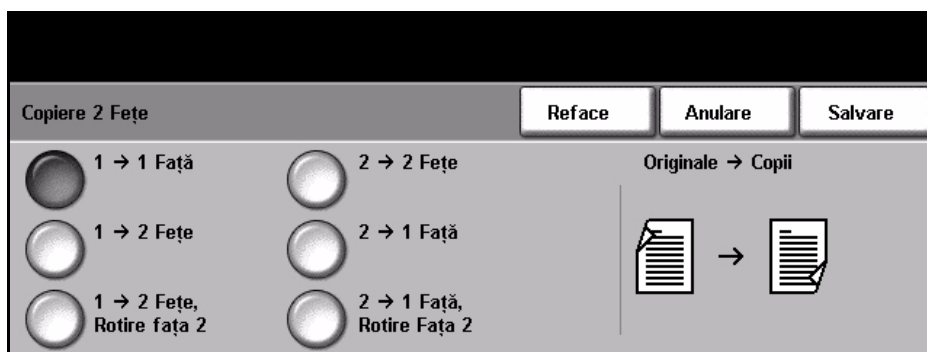 Copiere 2 Fețe
Reface
Anulare
Salvare
1 → 1 Față
2 → 2 Fețe
Originale → Copii
1 → 2 Fețe
2 → 1 Față
1 → 2 Fețe,
Rotire fața 2
2 → 1 Față,
Rotire Fața 2